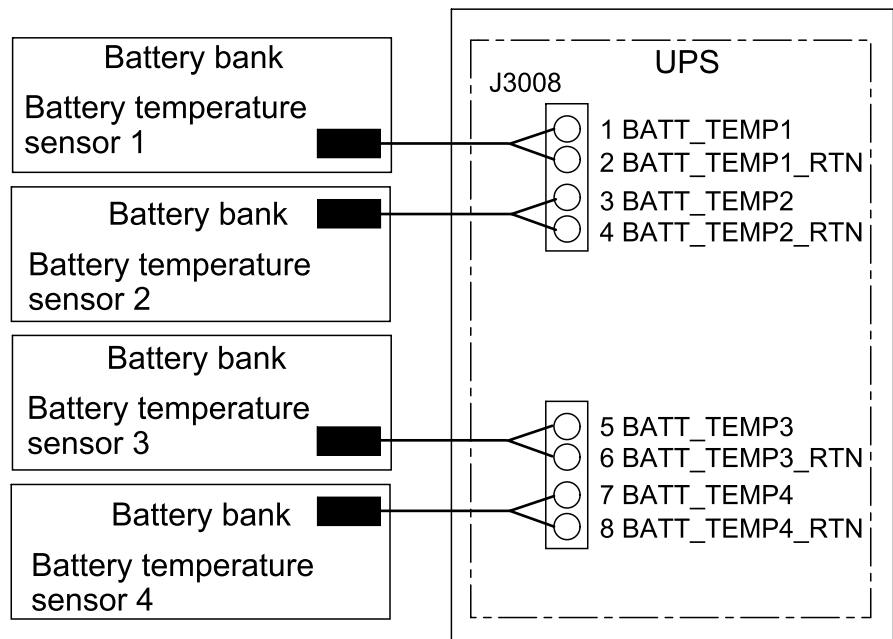 Battery bank
Battery temperature
sensor 1
Battery bank
Battery temperature
sensor 2
Battery bank
Battery temperature
sensor 3
Battery bank
Battery temperature
sensor 4
UPS
J3008
1 BATT_TEMP1
2 BATT_TEMP1_RTN
3 BATT_TEMP2
4 BATT_TEMP2_RTN
5 BATT_TEMP3
6 BATT_TEMP3_RTN
7 BATT_TEMP4
8 BATT_TEMP4_RTN